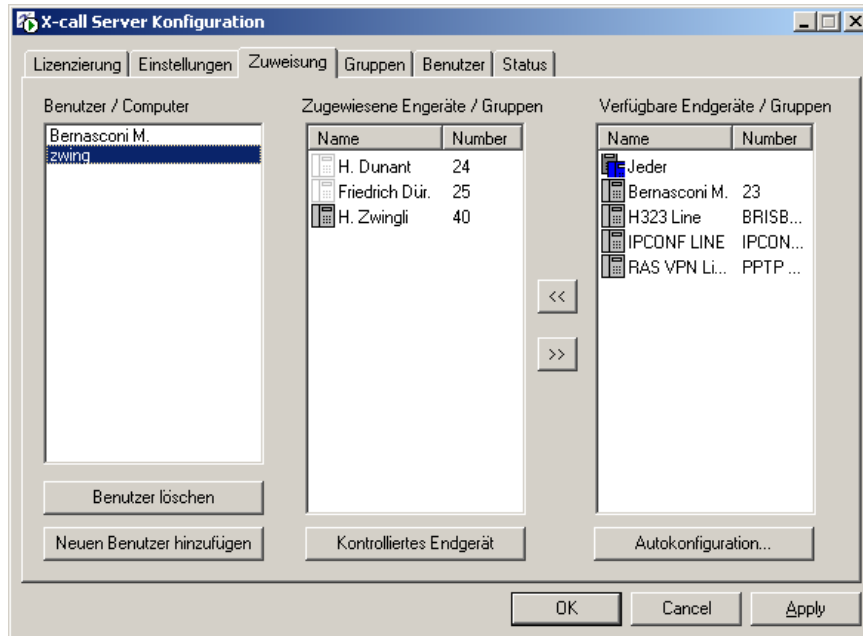 X-call Server Konfiguration
Lizenzierung Einstellungen Zuweisung Gruppen Benutzer Status
Benutzer / Computer
Bernasconi M.
zwing
Benutzer löschen
Neuen Benutzer hinzufügen
Zugewiesene Engeräte / Gruppen
Name Number
H. Dunant 24
Friedrich Dür. 25
H. Zwingli 40
Kontrolliertes Endgerät
<<
>>
Verfügbare Endgeräte / Gruppen
Name Number
Jeder
Bernasconi M. 23
H323 Line BRISB...
IPCONF LINE IPCON...
RAS VPN Li... PPTP ...
Autokonfiguration...
OK Cancel Apply